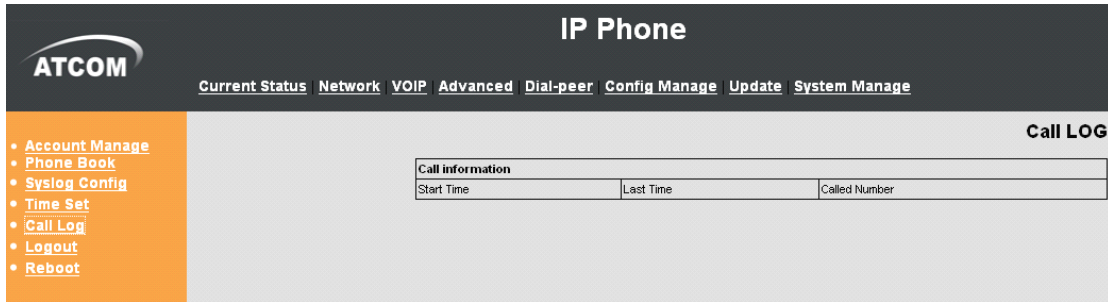 IP Phone
ATCOM
Current Status | Network | VOIP | Advanced | Dial-peer | Config Manage | Update | System Manage
Call LOG
Account Manage
Phone Book
Syslog Config
Time Set
Call Log
Logout
Reboot
Call information
Start Time Last Time Called Number